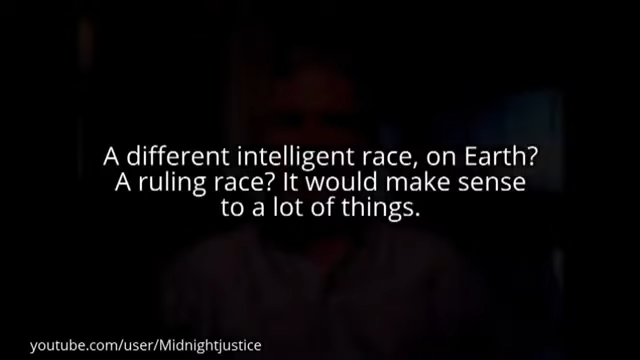 A different intelligent race, on Earth?
A ruling race? It would make sense
to a lot of things.
youtube.com/user/Midnightjustice